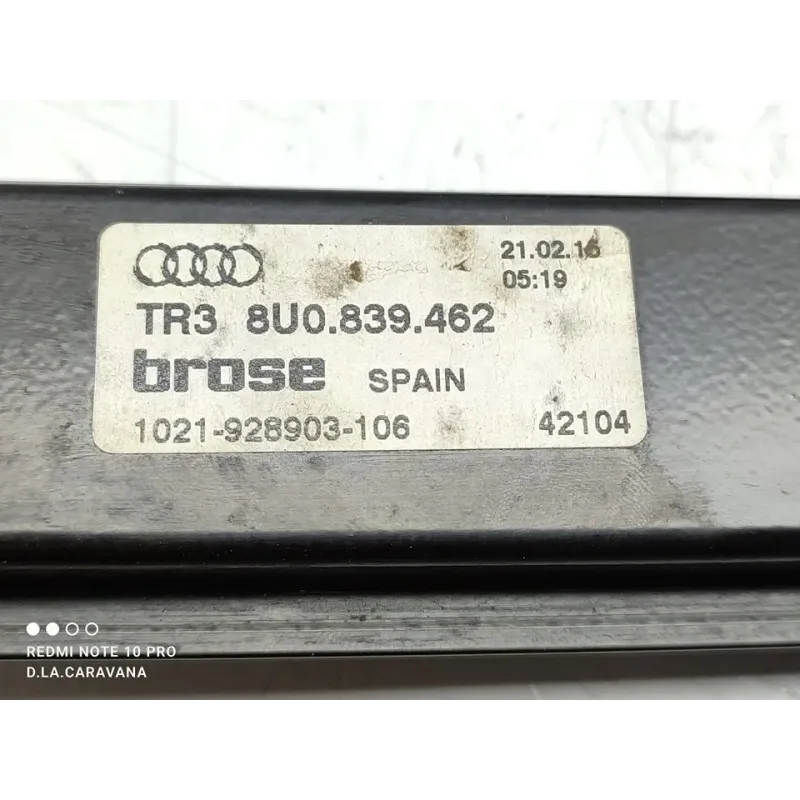 21.02.16
05:19
TR3 8U0.839.462
brose SPAIN
1021-928903-106 42104
REDMI NOTE 10 PRO
D.LA.CARAVANA